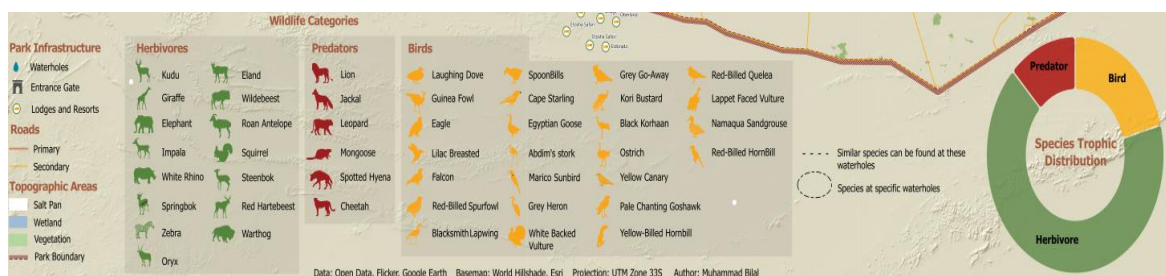 Wildlife Categories
Park Infrastructure
Waterholes
Entrance Gate
Lodges and Resorts
Roads
Primary
Secondary
Topographic Areas
Salt Pan
Wetland
Vegetation
Park Boundary
Herbivores
Kudu
Giraffe
Elephant
Impala
White Rhino
Springbok
Zebra
Oryx
Eland
Wildebeest
Roan Antelope
Squirrel
Steenbok
Red Hartebeest
Warthog
Predators
Lion
Jackal
Leopard
Mongoose
Spotted Hyena
Cheetah
Birds
Laughing Dove
Guinea Fowl
Eagle
Lilac Breasted
Falcon
Red-Billed Spurfowl
Blacksmith Lapwing
SpoonBills
Cape Starling
Egyptian Goose
Abdim's stork
Marico Sunbird
Grey Heron
White Backed
Vulture
Grey Go-Away
Kori Bustard
Black Korhaan
Ostrich
Yellow Canary
Pale Chanting Goshawk
Yellow-Billed Hornbill
Red-Billed Quelea
Lappet Faced Vulture
Namaqua Sandgrouse
Red-Billed HornBill
Similar species can be found at these
waterholes
Species at specific waterholes
Predator
Bird
Species Trophic
Distribution
Herbivore
Data: Open Data, Flicker, Google Earth Basemap: World Hillshade, Esri Projection: UTM Zone 33S Author: Muhammad Bilal